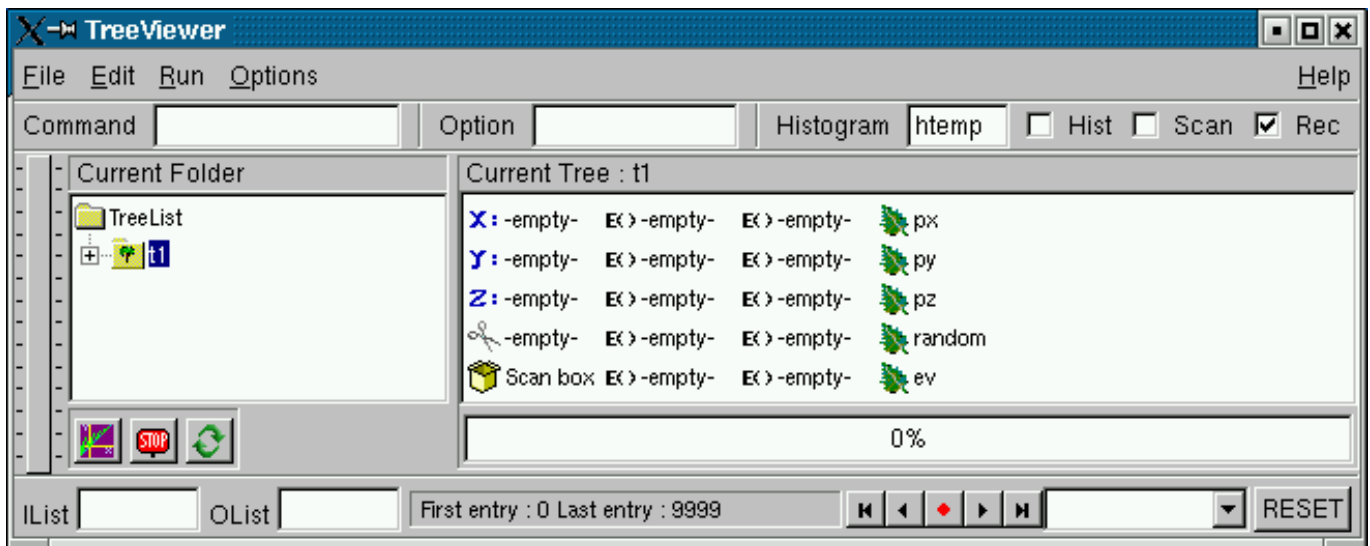 TreeViewer
File Edit Run Options Help
Command Option Histogram htemp Hist Scan Rec
Current Folder
TreeList
t1
Current Tree : t1
X: -empty- E() -empty- E() -empty- px
Y: -empty- E() -empty- E() -empty- py
Z: -empty- E() -empty- E() -empty- pz
-empty- E() -empty- E() -empty- random
Scan box E() -empty- E() -empty- ev
STOP
0%
IList OList First entry : 0 Last entry : 9999 RESET